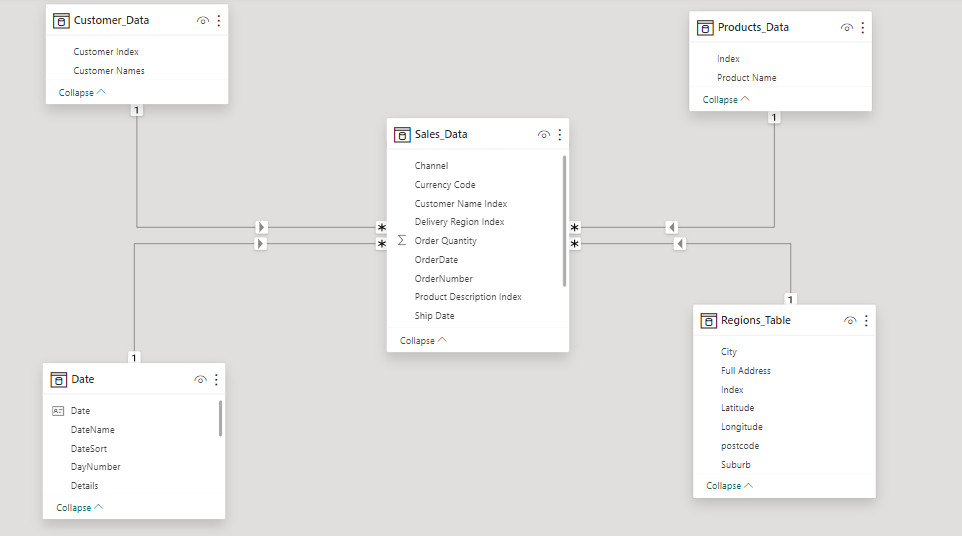 Customer_Data
Customer Index
Customer Names
Collapse
1
Products_Data
Index
Product Name
Collapse
1
Sales_Data
Channel
Currency Code
Customer Name Index
Delivery Region Index
Σ Order Quantity
OrderDate
OrderNumber
Product Description Index
Ship Date
Collapse
*
*
*
*
1
Date
Date
DateName
DateSort
DayNumber
Details
Collapse
1
Regions_Table
City
Full Address
Index
Latitude
Longitude
postcode
Suburb
Collapse